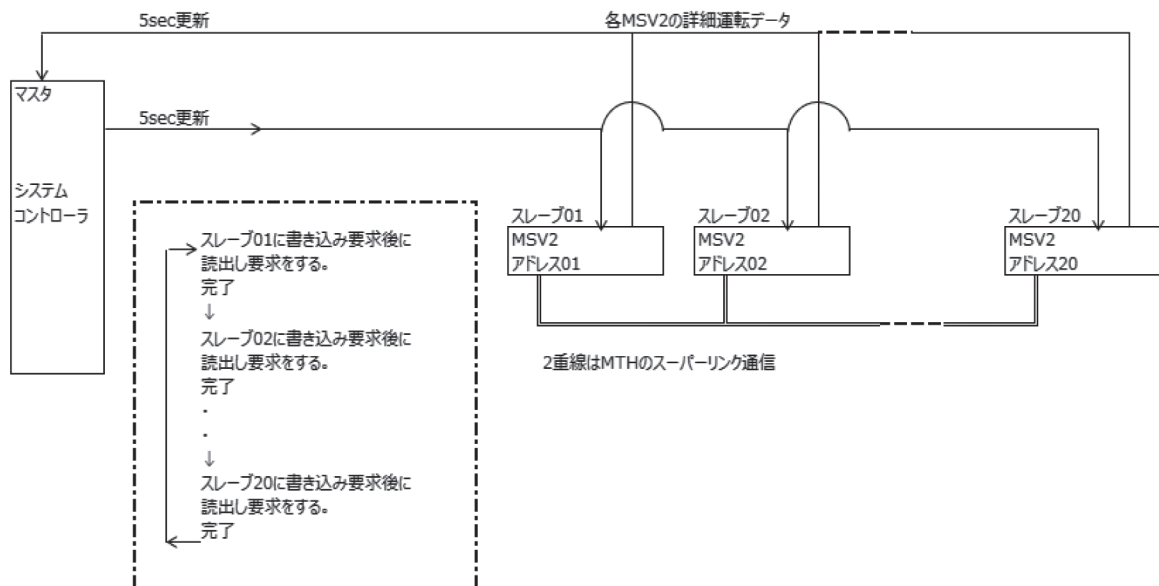 5sec更新
各MSV2の詳細運転データ
マスタ
5sec更新
システム
コントローラ
スレーブ01
MSV2
アドレス01
スレーブ02
MSV2
アドレス02
スレーブ20
MSV2
アドレス20
スレーブ01に書き込み要求後に
読出し要求をする。
完了
↓
スレーブ02に書き込み要求後に
読出し要求をする。
完了
・
・
↓
スレーブ20に書き込み要求後に
読出し要求をする。
完了
2重線はMTHのスーパーリンク通信